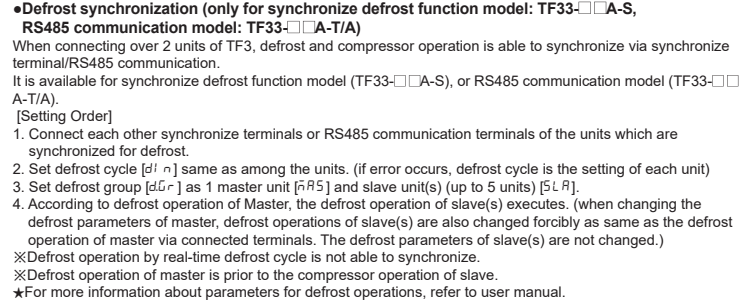 ●Defrost synchronization (only for synchronize defrost function model: TF33-□□A-S,
RS485 communication model: TF33-□□A-T/A)
When connecting over 2 units of TF3, defrost and compressor operation is able to synchronize via synchronize
terminal/RS485 communication.
It is available for synchronize defrost function model (TF33-□□A-S), or RS485 communication model (TF33-□□
A-T/A).
[Setting Order]
1. Connect each other synchronize terminals or RS485 communication terminals of the units which are
synchronized for defrost.
2. Set defrost cycle [dI n] same as among the units. (if error occurs, defrost cycle is the setting of each unit)
3. Set defrost group [d.Gr] as 1 master unit [MAS] and slave unit(s) (up to 5 units) [SLA].
4. According to defrost operation of Master, the defrost operation of slave(s) executes. (when changing the
defrost parameters of master, defrost operations of slave(s) are also changed forcibly as same as the defrost
operation of master via connected terminals. The defrost parameters of slave(s) are not changed.)
※Defrost operation by real-time defrost cycle is not able to synchronize.
※Defrost operation of master is prior to the compressor operation of slave.
★For more information about parameters for defrost operations, refer to user manual.